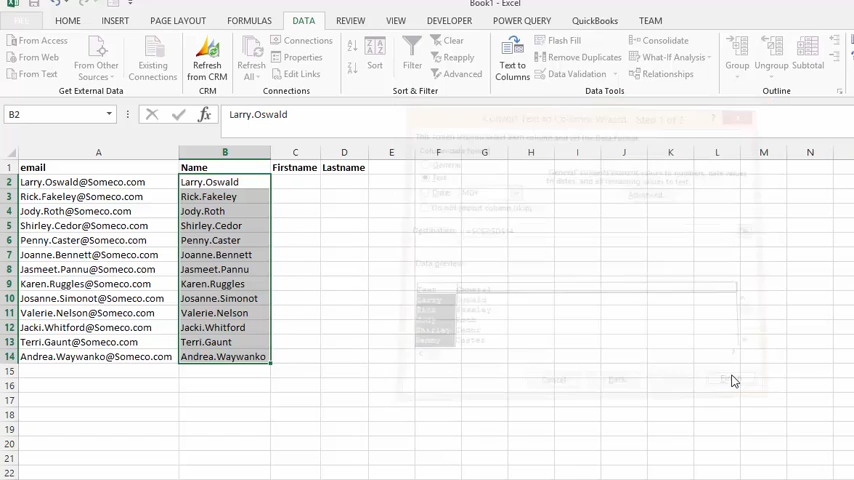 Book1 - Excel
HOME INSERT PAGE LAYOUT FORMULAS DATA REVIEW VIEW DEVELOPER POWER QUERY QuickBooks TEAM
From Access
From Web
From Text
From Other Sources
Existing Connections
Get External Data
Refresh from CRM
CRM
Refresh All
Connections
Properties
Edit Links
Connections
Sort
Filter
Clear
Reapply
Advanced
Sort & Filter
Text to Columns
Flash Fill
Remove Duplicates
Data Validation
Consolidate
What-If Analysis
Relationships
Data Tools
Group
Ungroup
Subtotal
Outline
B2 fx Larry.Oswald
A B C D E F G H I J K L M N
1 email Name Firstname Lastname
2 Larry.Oswald@Someco.com Larry.Oswald
3 Rick.Fakeley@Someco.com Rick.Fakeley
4 Jody.Roth@Someco.com Jody.Roth
5 Shirley.Cedor@Someco.com Shirley.Cedor
6 Penny.Caster@Someco.com Penny.Caster
7 Joanne.Bennett@Someco.com Joanne.Bennett
8 Jasmeet.Pannu@Someco.com Jasmeet.Pannu
9 Karen.Ruggles@Someco.com Karen.Ruggles
10 Josanne.Simonot@Someco.com Josanne.Simonot
11 Valerie.Nelson@Someco.com Valerie.Nelson
12 Jacki.Whitford@Someco.com Jacki.Whitford
13 Terri.Gaunt@Someco.com Terri.Gaunt
14 Andrea.Waywanko@Someco.com Andrea.Waywanko
15
16
17
18
19
20
21
22